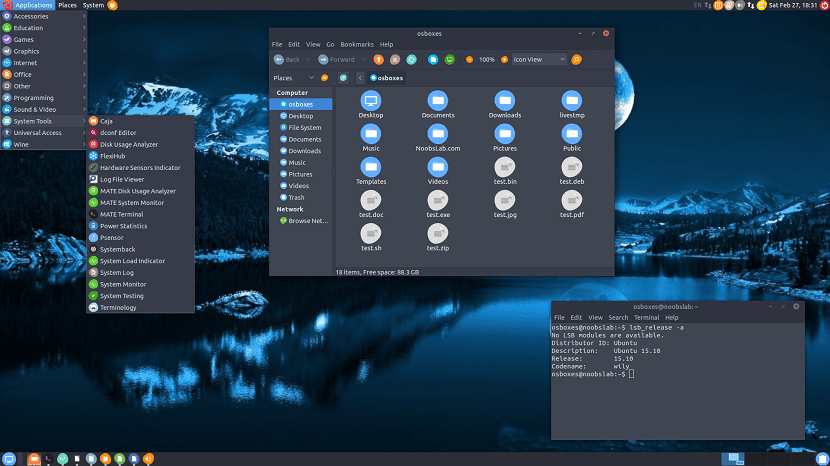 Applications Places System
EN Sat Feb 27, 18:31
Accessories
Education
Games
Graphics
Internet
Office
Other
Programming
Sound & Video
System Tools
Universal Access
Wine
Caja
dconf Editor
Disk Usage Analyzer
FlexiHub
Hardware Sensors Indicator
Log File Viewer
MATE Disk Usage Analyzer
MATE System Monitor
MATE Terminal
Power Statistics
Psensor
Systemback
System Load Indicator
System Log
System Monitor
System Testing
Terminology
osboxes
File Edit View Go Bookmarks Help
Back Forward 100% Icon View
Places osboxes
Computer
osboxes
Desktop
File System
Documents
Downloads
Music
Pictures
Videos
Trash
Network
Browse Net...
Desktop Documents Downloads livestmp
Music NoobsLab.com Pictures Public
Templates Videos test.bin test.deb
test.doc test.exe test.jpg test.pdf
test.sh test.zip
18 items, Free space: 88.3 GB
osboxes@noobslab: ~
File Edit View Search Terminal Help
osboxes@noobslab:~$ lsb_release -a
No LSB modules are available.
Distributor ID: Ubuntu
Description: Ubuntu 15.10
Release: 15.10
Codename: wily
osboxes@noobslab:~$